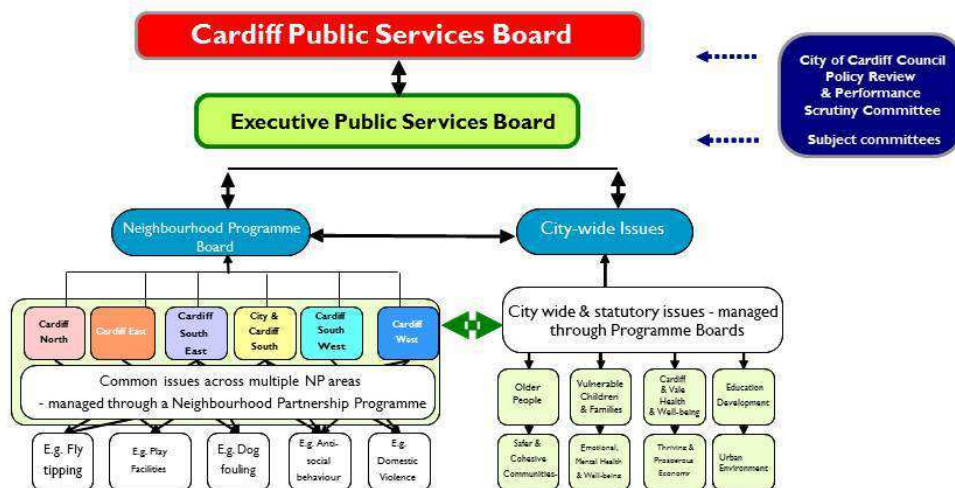 Cardiff Public Services Board
City of Cardiff Council
Policy Review
& Performance
Scrutiny Committee
Subject committees
Executive Public Services Board
Neighbourhood Programme
Board
City-wide Issues
Cardiff
North
Cardiff East
Cardiff
South
East
City &
Cardiff
South
Cardiff
South
West
Cardiff
West
City wide & statutory issues - managed
through Programme Boards
Common issues across multiple NP areas
- managed through a Neighbourhood Partnership Programme
Older
People
Vulnerable
Children
& Families
Cardiff
& Vale
Health
& Well-being
Education
Development
E.g. Fly
tipping
E.g. Play
Facilities
E.g. Dog
fouling
E.g. Anti-
social
behaviour
E.g.
Domestic
Violence
Safer &
Cohesive
Communities-
Emotional,
Mental Health
& Well-being
Thriving &
Prosperous
Economy
Urban
Environment